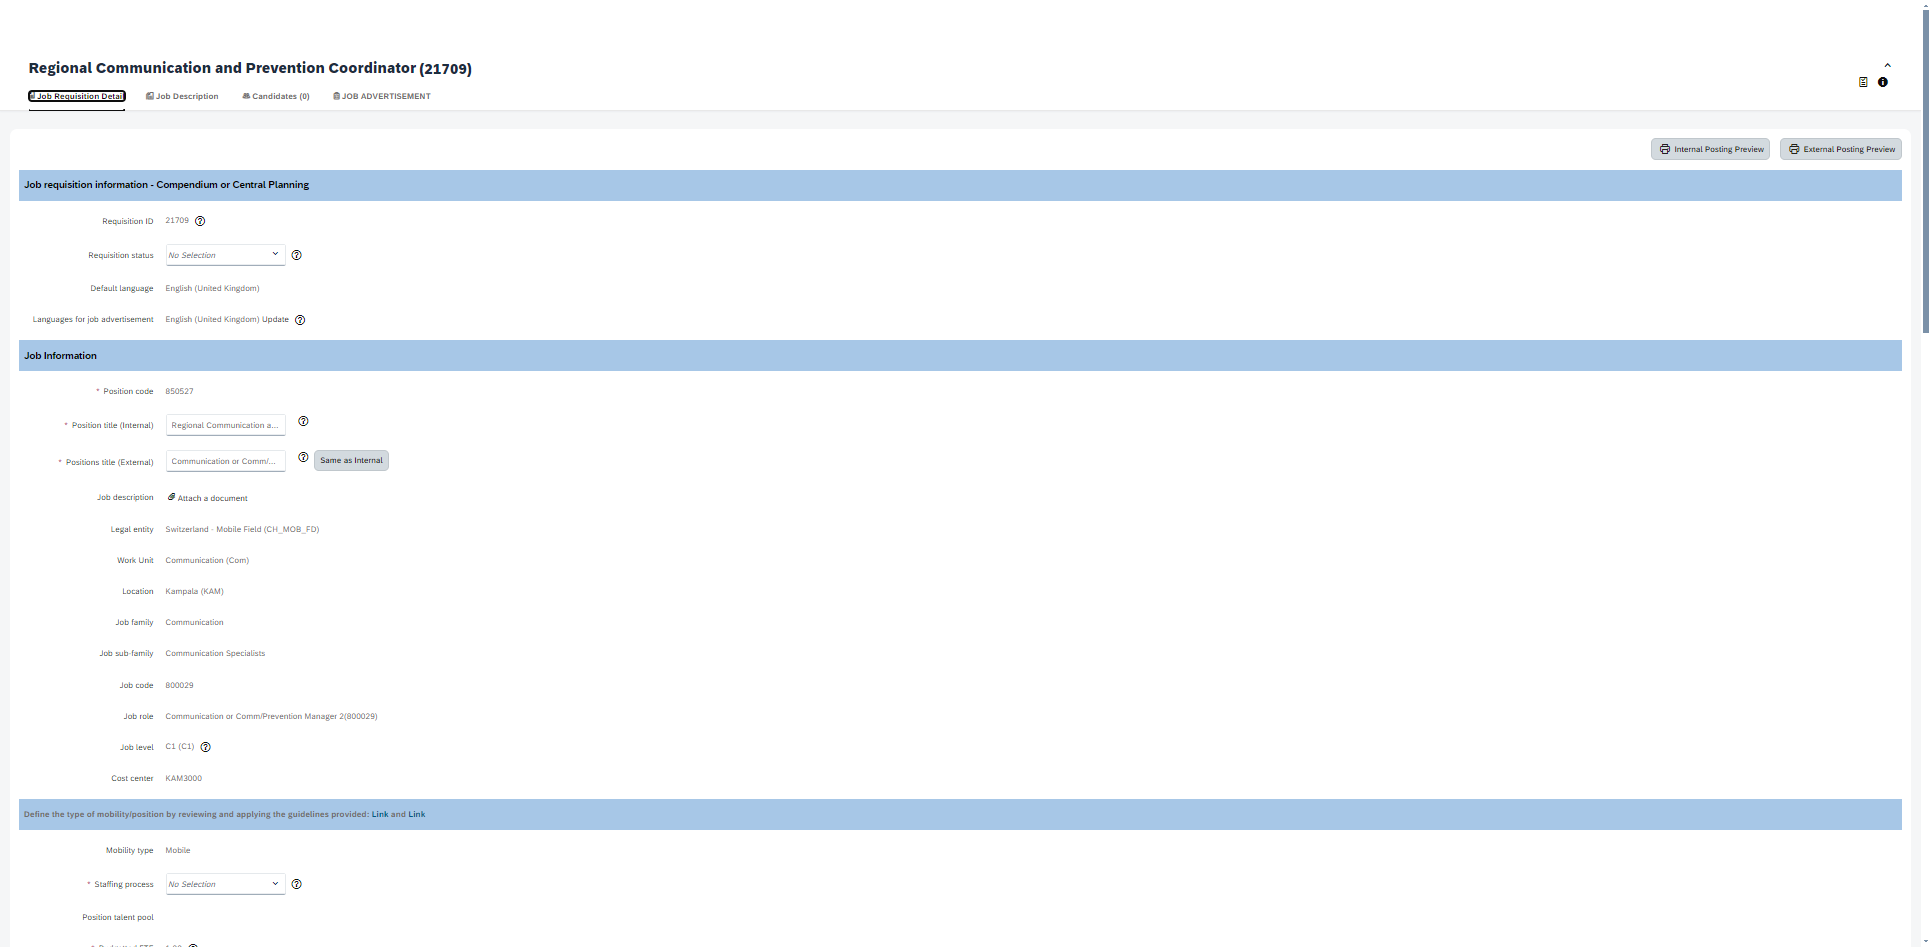 Regional Communication and Prevention Coordinator (21709)
Job Requisition Detail Job Description Candidates (0) JOB ADVERTISEMENT
Internal Posting Preview External Posting Preview
Job requisition information - Compendium or Central Planning
Requisition ID 21709
Requisition status No Selection
Default language English (United Kingdom)
Languages for job advertisement English (United Kingdom) Update
Job Information
* Position code 850527
* Position title (Internal) Regional Communication a...
* Positions title (External) Communication or Comm/... Same as Internal
Job description Attach a document
Legal entity Switzerland - Mobile Field (CH_MOB_FD)
Work Unit Communication (Com)
Location Kampala (KAM)
Job family Communication
Job sub-family Communication Specialists
Job code 800029
Job role Communication or Comm/Prevention Manager 2(800029)
Job level C1 (C1)
Cost center KAM3000
Define the type of mobility/position by reviewing and applying the guidelines provided: Link and Link
Mobility type Mobile
* Staffing process No Selection
Position talent pool